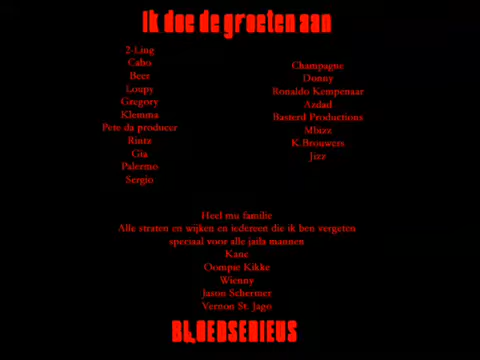 Ik doe de groeten aan
2-Ling
Cabo
Beez
Loupy
Gregory
Klemma
Pete da producer
Rintz
Gia
Palermo
Sergio
Champagne
Donny
Ronaldo Kempenaar
Azdad
Basterd Productions
Mbizz
K.Brouwers
Jizz
Heel mu familie
Alle straten en wijken en iedereen die ik ben vergeten
speciaal voor alle jaila mannen
Kane
Oompie Kikke
Wienny
Jason Schermer
Vernon St. Jago
BLOEDSERIEUS